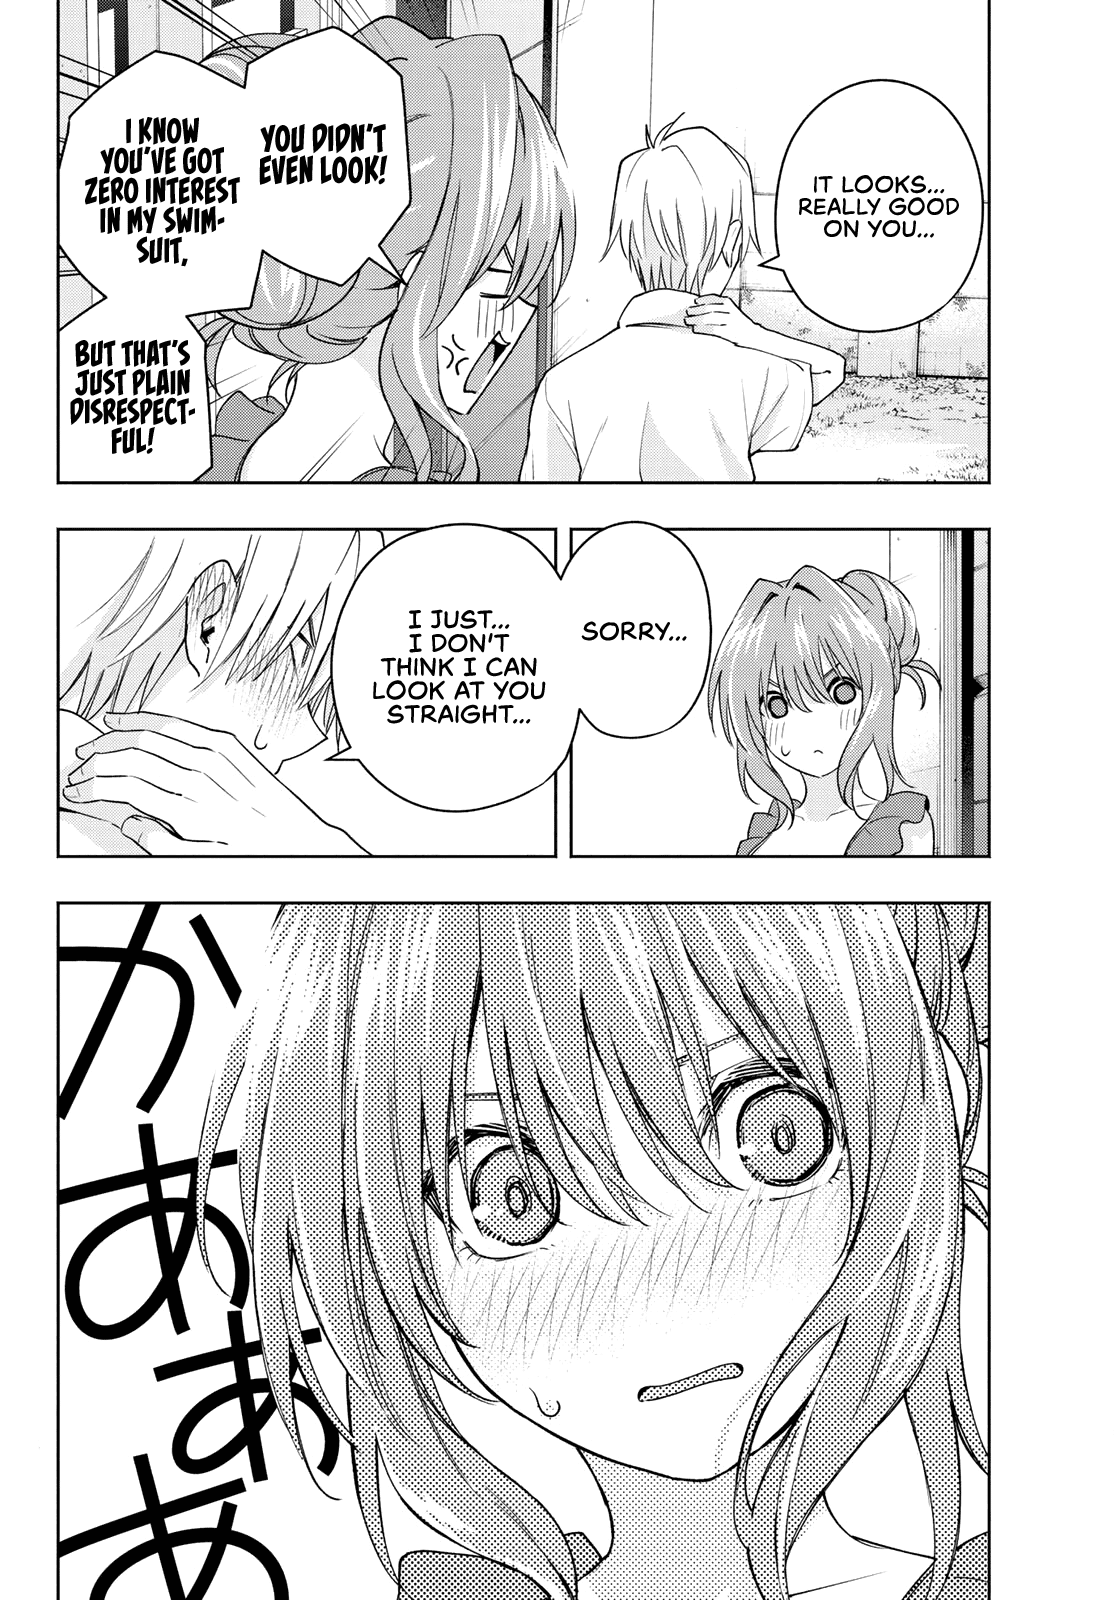 IT LOOKS...
REALLY GOOD
ON YOU...
YOU DIDN'T
EVEN LOOK!
I KNOW
YOU'VE GOT
ZERO INTEREST
IN MY SWIM-
SUIT,
BUT THAT'S
JUST PLAIN
DISRESPECT-
FUL!
SORRY...
I JUST...
I DON'T
THINK I CAN
LOOK AT YOU
STRAIGHT...
かあああ